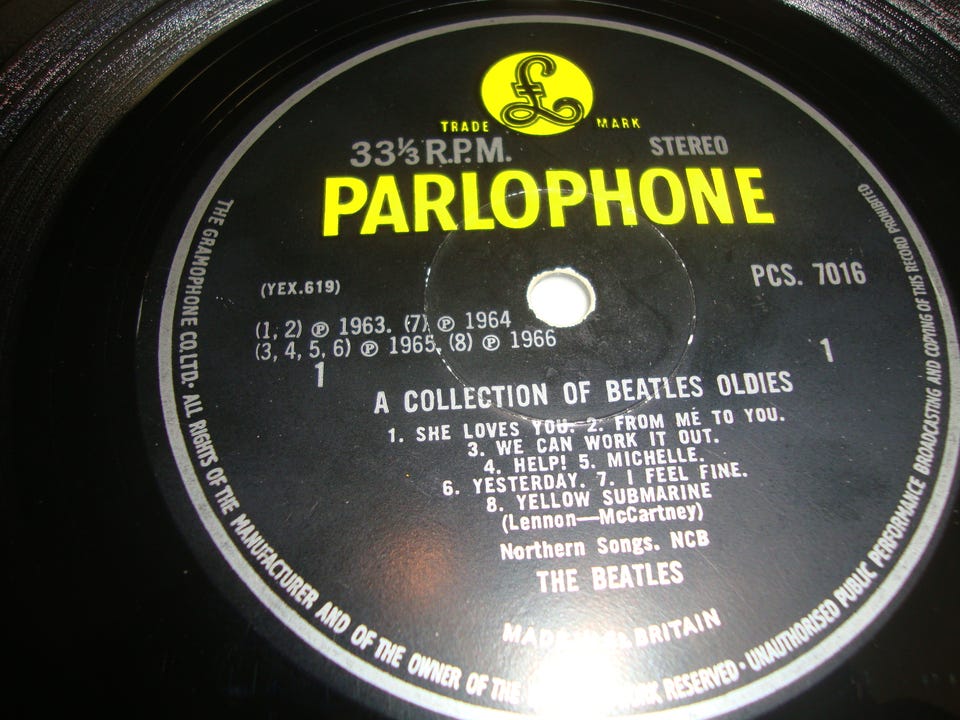 £
TRADE MARK
33⅓ R.P.M. STEREO
PARLOPHONE
(YEX.619) PCS. 7016
(1, 2) ℗ 1963. (7) ℗ 1964
(3, 4, 5, 6) ℗ 1965. (8) ℗ 1966
1 1
A COLLECTION OF BEATLES OLDIES
1. SHE LOVES YOU. 2. FROM ME TO YOU.
3. WE CAN WORK IT OUT.
4. HELP! 5. MICHELLE.
6. YESTERDAY. 7. I FEEL FINE.
8. YELLOW SUBMARINE
(Lennon—McCartney)
Northern Songs. NCB
THE BEATLES
MADE BRITAIN
THE GRAMOPHONE CO. LTD. · ALL RIGHTS OF THE MANUFACTURER AND OF THE OWNER OF THE RESERVED · UNAUTHORISED PUBLIC PERFORMANCE BROADCASTING AND COPYING OF THIS RECORD PROHIBITED